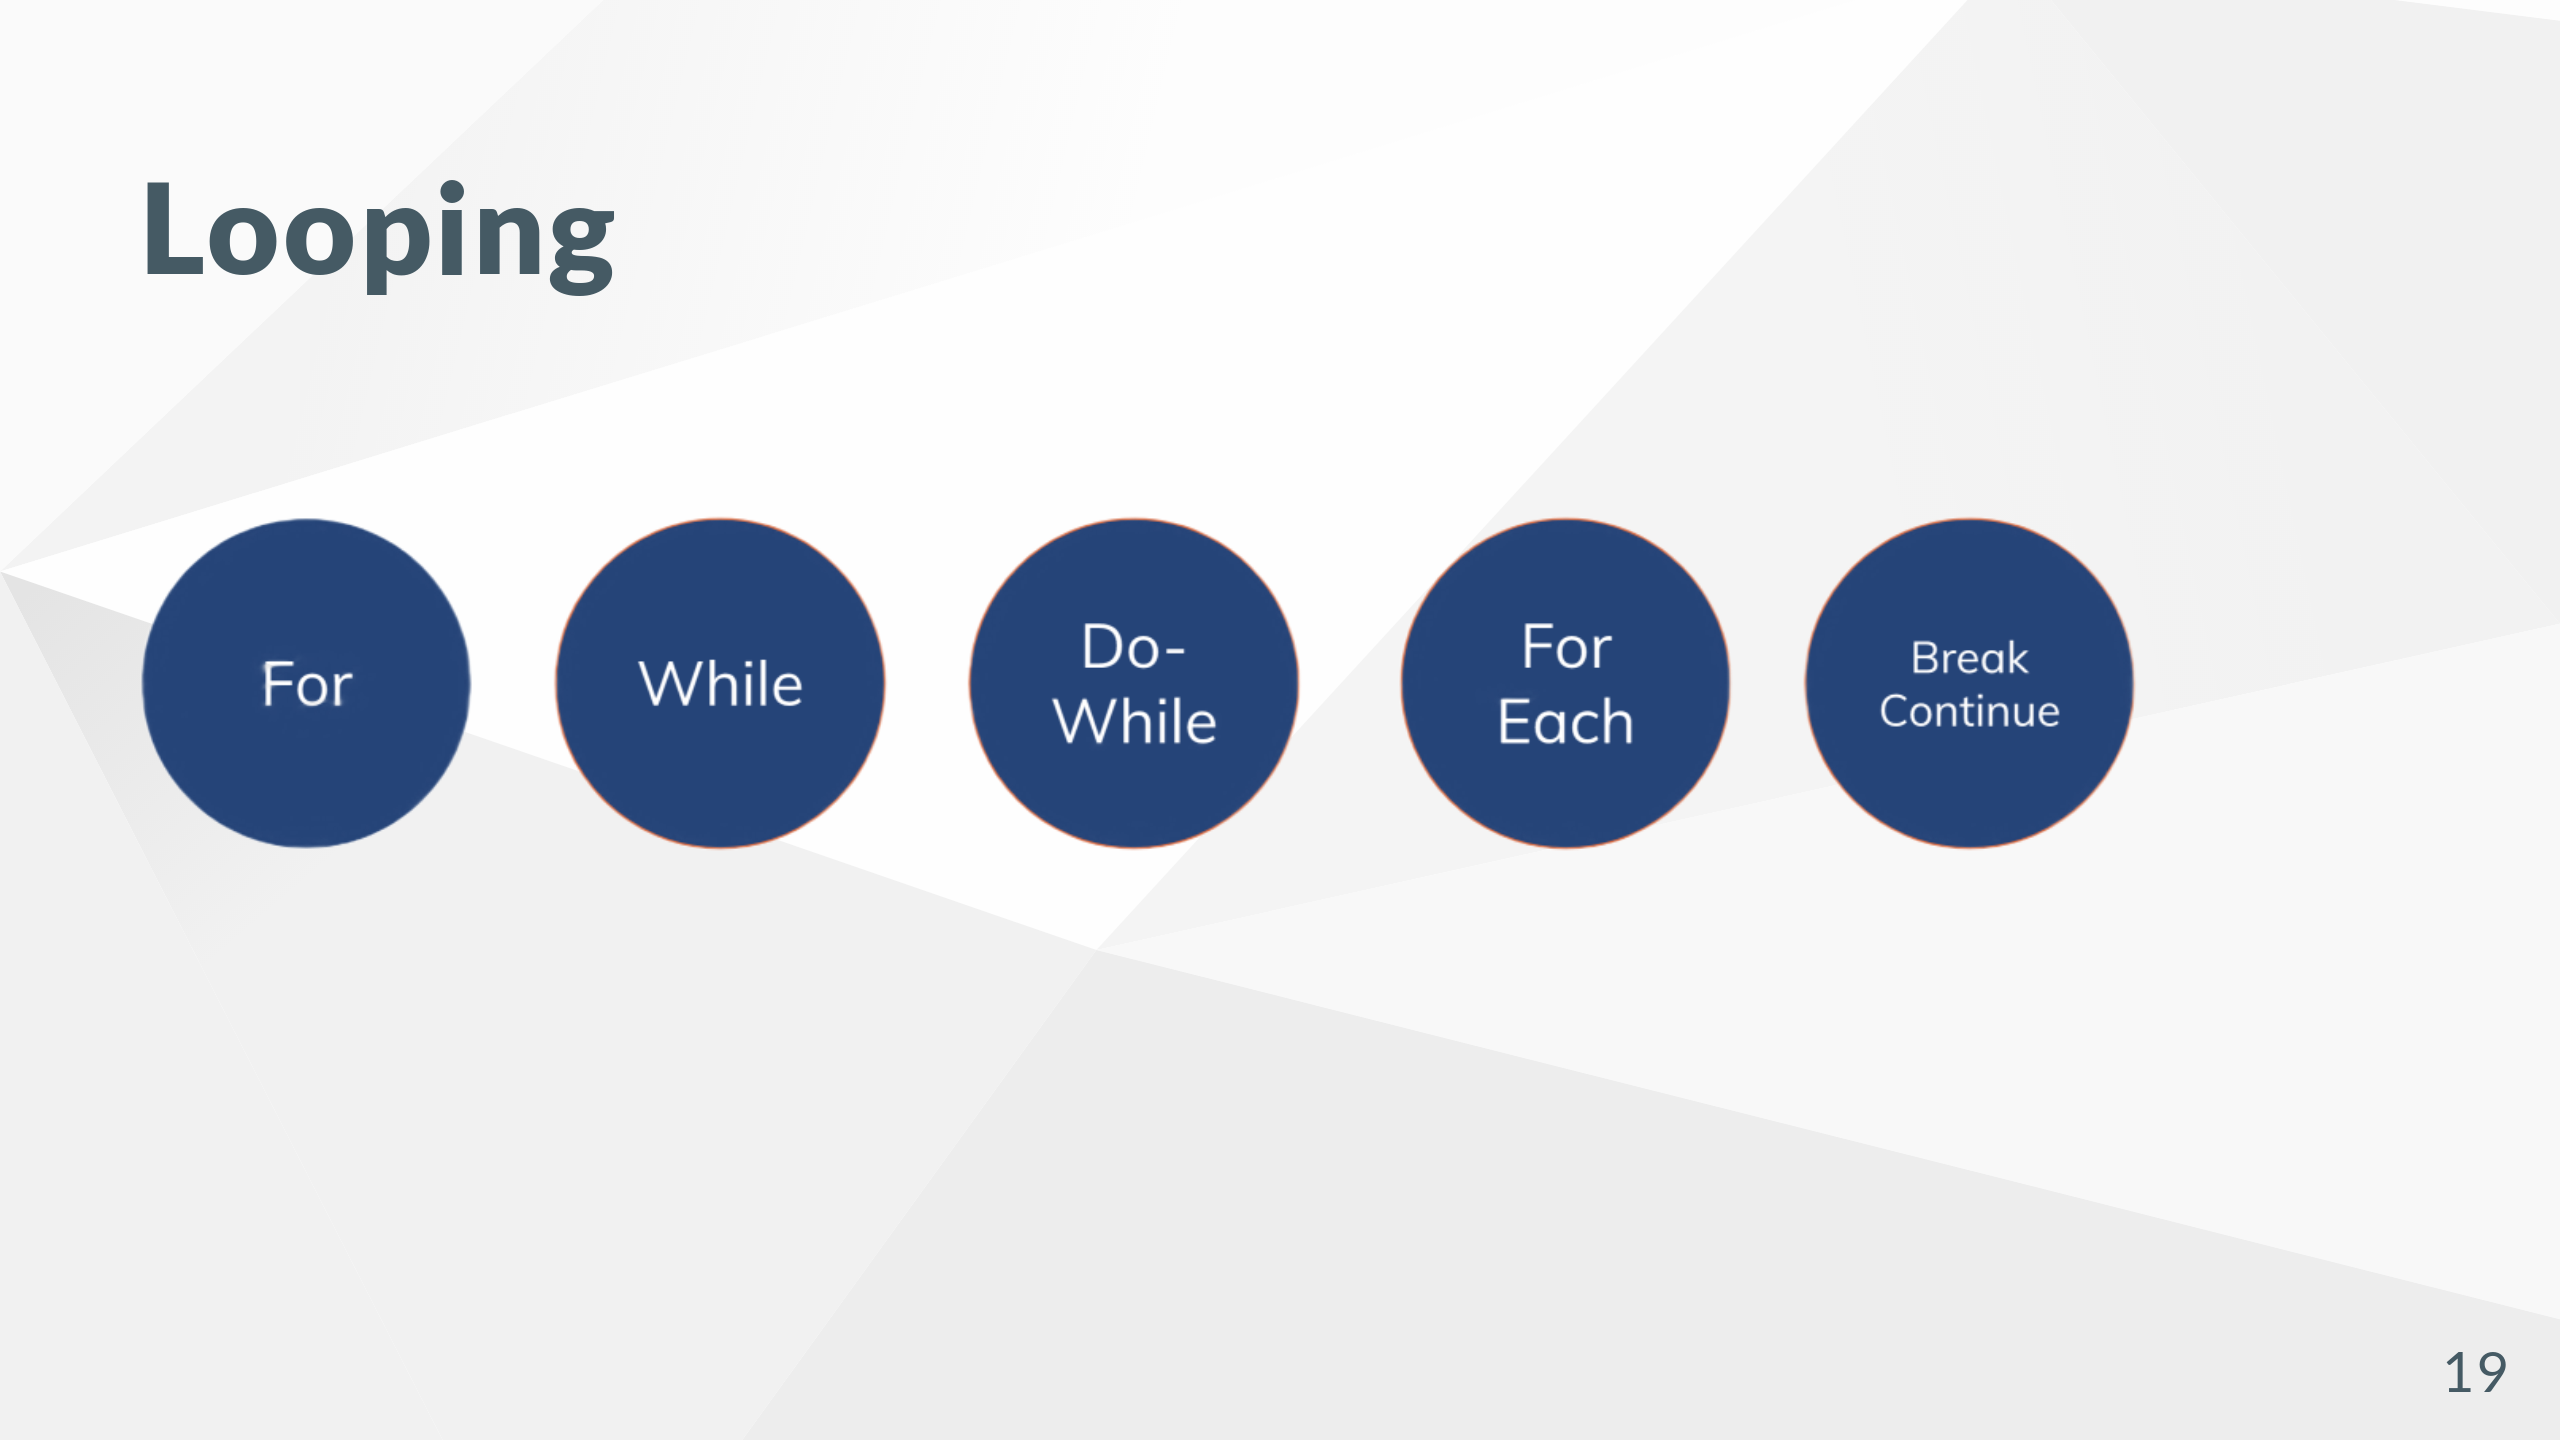 Looping
For
While
Do-
While
For
Each
Break
Continue
19